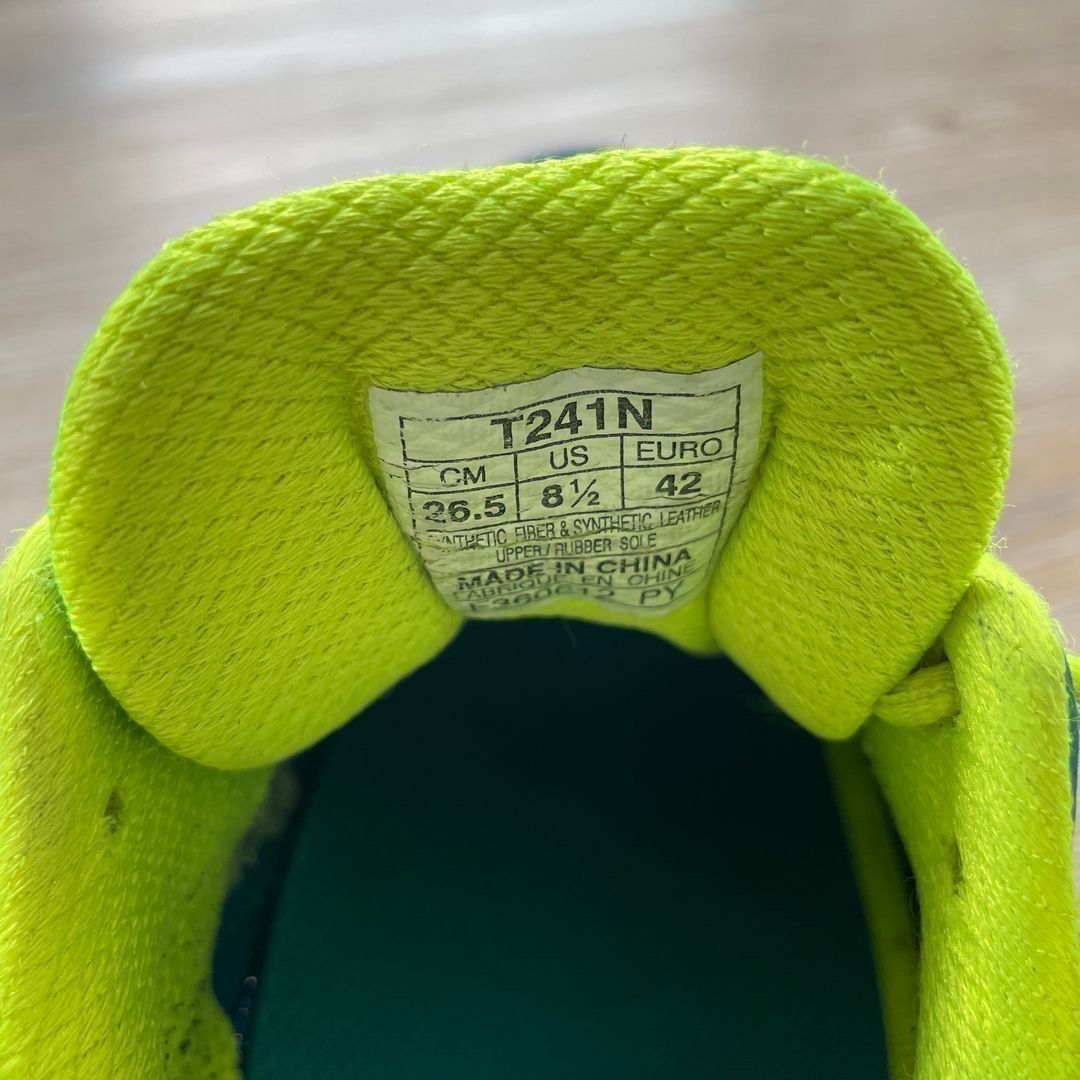 T241N
CM US EURO
26.5 8½ 42
SYNTHETIC FIBER & SYNTHETIC LEATHER
UPPER / RUBBER SOLE
MADE IN CHINA
FABRIQUE EN CHINE
PY